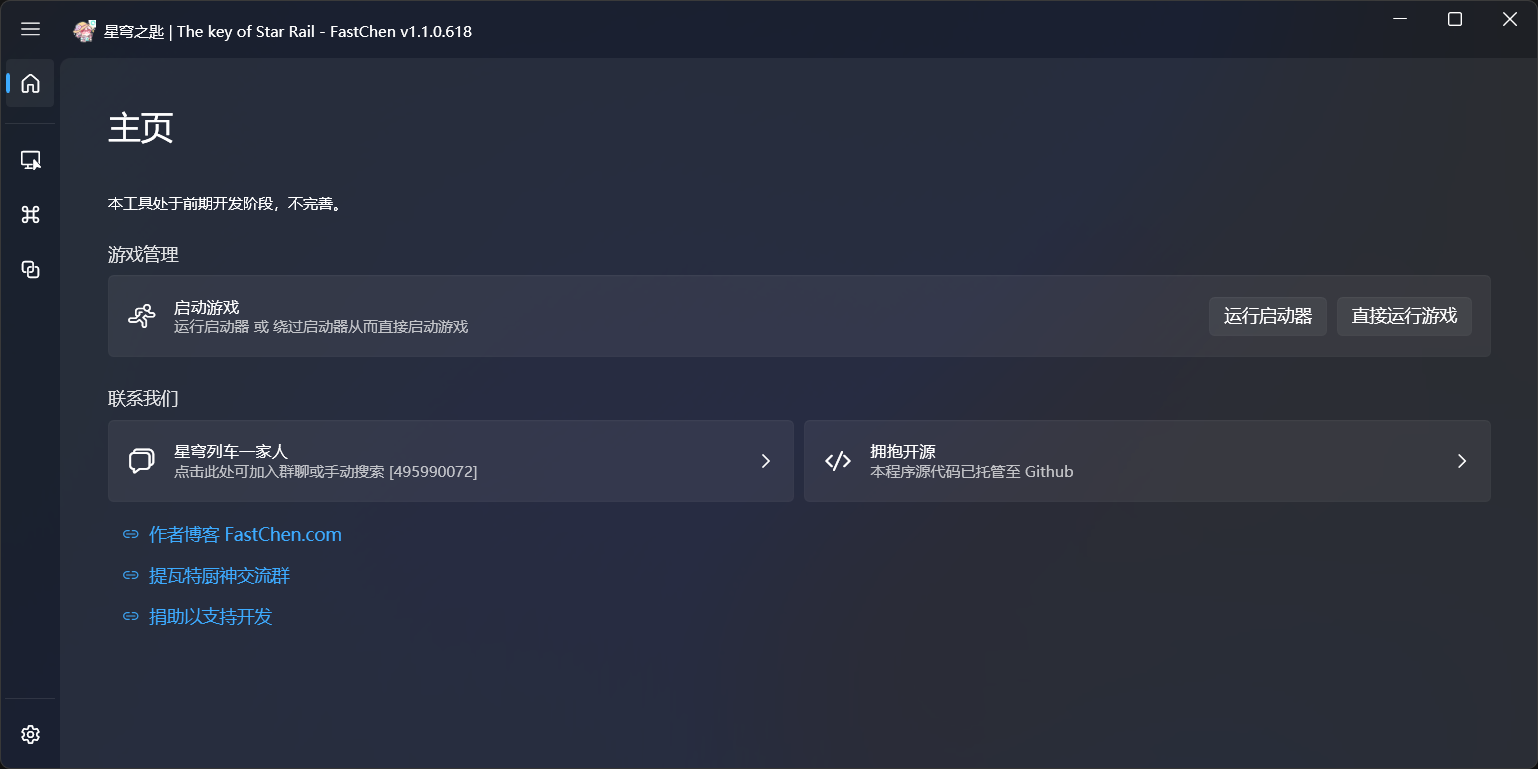 星穹之匙 | The key of Star Rail - FastChen v1.1.0.618
主页
本工具处于前期开发阶段，不完善。
游戏管理
启动游戏
运行启动器 或 绕过启动器从而直接启动游戏
运行启动器
直接运行游戏
联系我们
星穹列车一家人
点击此处可加入群聊或手动搜索 [495990072]
拥抱开源
本程序源代码已托管至 Github
作者博客 FastChen.com
提瓦特厨神交流群
捐助以支持开发